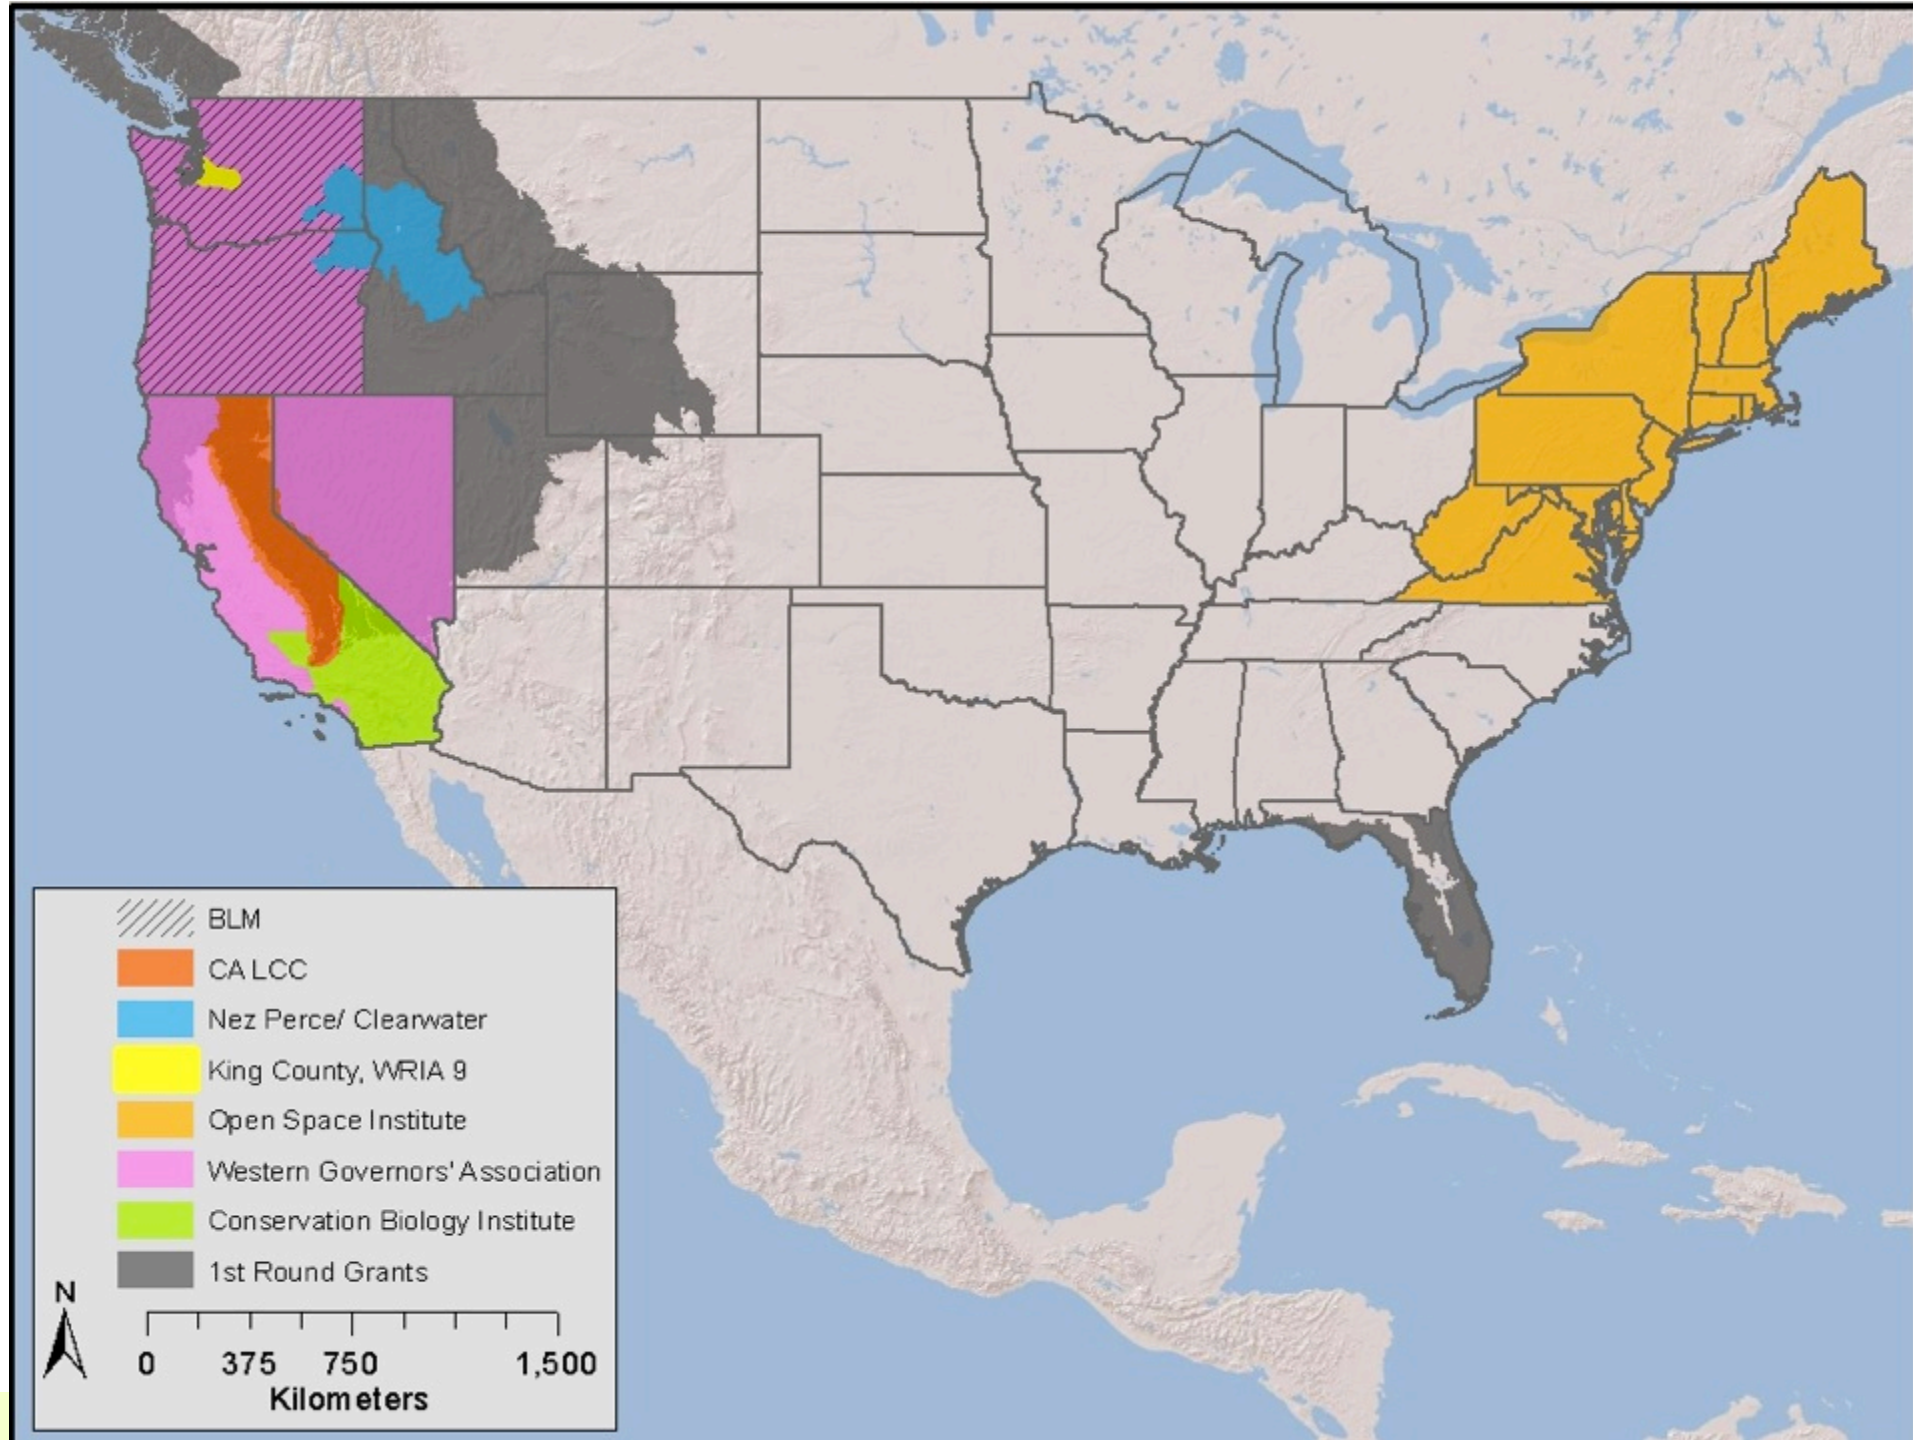 BLM
CA LCC
Nez Perce/ Clearwater
King County, WRIA 9
Open Space Institute
Western Governors' Association
Conservation Biology Institute
1st Round Grants
N
0 375 750 1,500
Kilometers